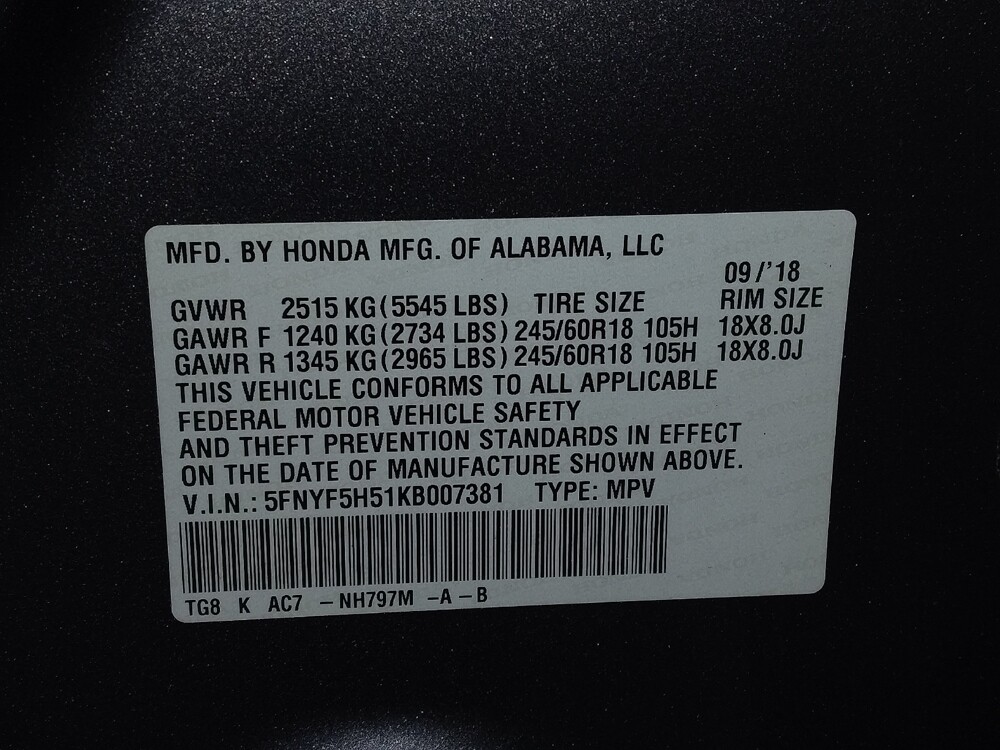 MFD. BY HONDA MFG. OF ALABAMA, LLC
09/'18
GVWR 2515 KG (5545 LBS) TIRE SIZE RIM SIZE
GAWR F 1240 KG (2734 LBS) 245/60R18 105H 18X8.0J
GAWR R 1345 KG (2965 LBS) 245/60R18 105H 18X8.0J
THIS VEHICLE CONFORMS TO ALL APPLICABLE
FEDERAL MOTOR VEHICLE SAFETY
AND THEFT PREVENTION STANDARDS IN EFFECT
ON THE DATE OF MANUFACTURE SHOWN ABOVE.
V.I.N.: 5FNYF5H51KB007381 TYPE: MPV
TG8 K AC7 – NH797M –A – B